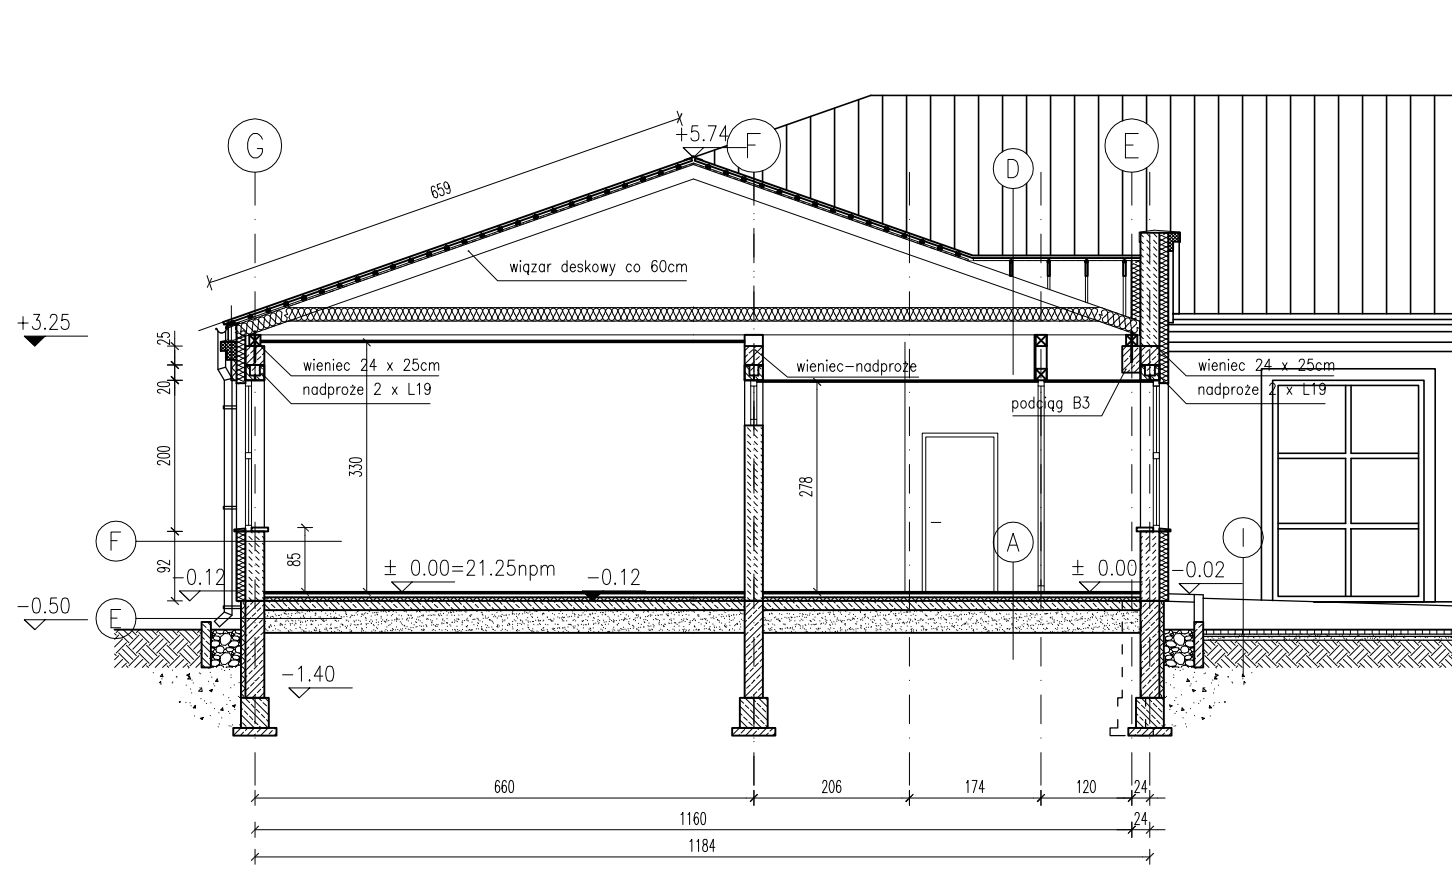 G
+5.74
F
E
D
659
wiązar deskowy co 60cm
+3.25
25
wieniec 24 x 25cm
wieniec-nadproże
wieniec 24 x 25cm
20
nadproże 2 x L19
podciąg B3
nadproże 2 x L19
200
330
278
F
A
I
85
92
-0.12
± 0.00=21.25npm
-0.12
± 0.00
-0.02
-0.50
E
-1.40
660
206
174
120
24
1160
24
1184